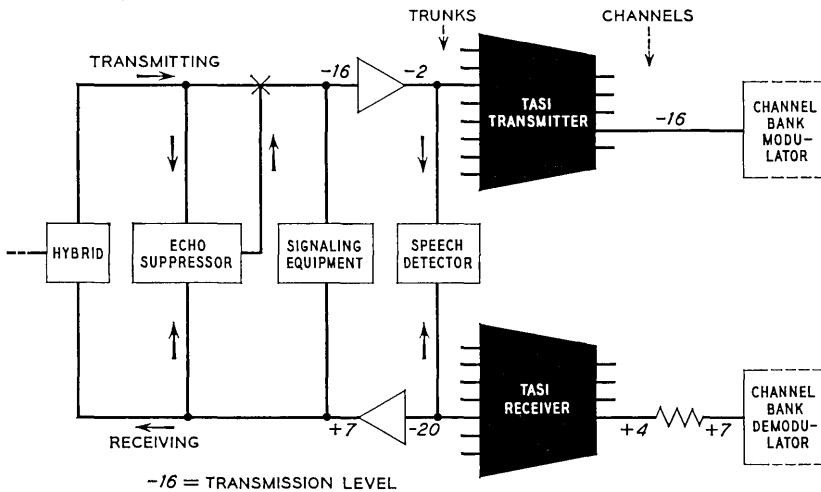 TRUNKS
CHANNELS
TRANSMITTING
-16
-2
TASI
TRANSMITTER
-16
CHANNEL
BANK
MODU-
LATOR
HYBRID
ECHO
SUPPRESSOR
SIGNALING
EQUIPMENT
SPEECH
DETECTOR
TASI
RECEIVER
CHANNEL
BANK
DEMODU-
LATOR
RECEIVING
+7
-20
+4
+7
-16 = TRANSMISSION LEVEL